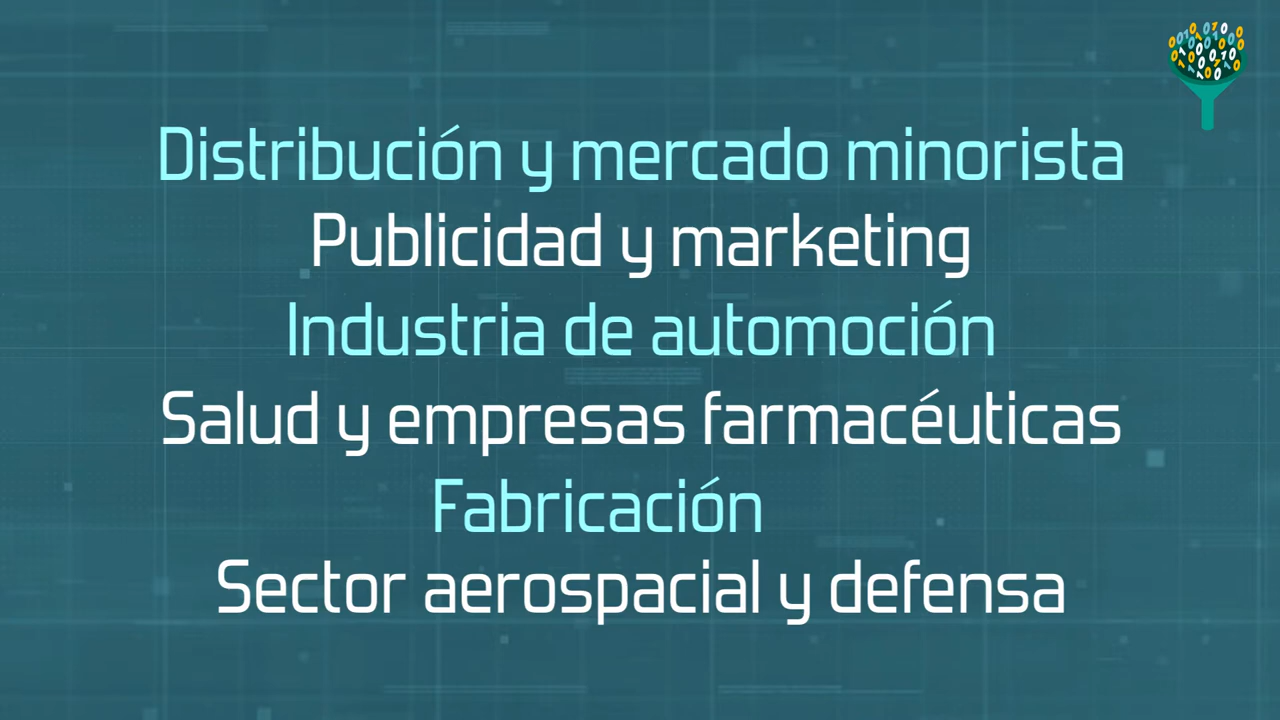 Distribución y mercado minorista
Publicidad y marketing
Industria de automoción
Salud y empresas farmacéuticas
Fabricación
Sector aerospacial y defensa